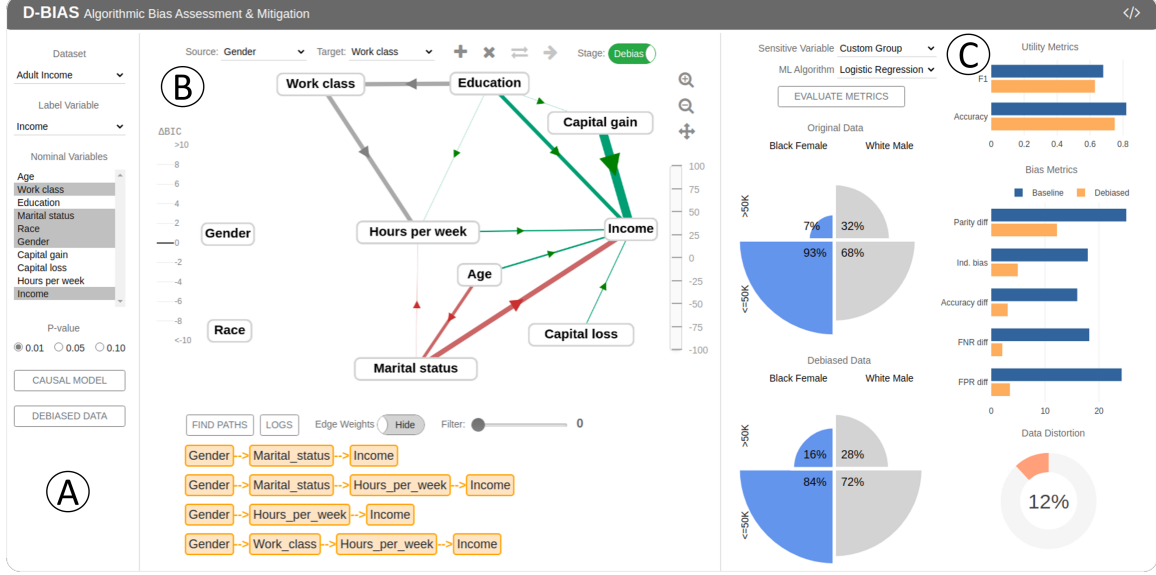 D-BIAS Algorithmic Bias Assessment & Mitigation
</>
Dataset
Adult Income
Label Variable
Income
Nominal Variables
Age
Work class
Education
Marital status
Race
Gender
Capital gain
Capital loss
Hours per week
Income
P-value
0.01 0.05 0.10
CAUSAL MODEL
DEBIASED DATA
A
Source: Gender Target: Work class Stage: Debias
B
Work class
Education
Capital gain
ΔBIC
>10
8
6
4
2
0
-2
-4
-6
-8
<-10
Gender
Hours per week
Income
Age
Race
Capital loss
Marital status
100
75
50
25
0
-25
-50
-75
-100
FIND PATHS LOGS Edge Weights Hide Filter: 0
Gender-->Marital_status-->Income
Gender-->Marital_status-->Hours_per_week-->Income
Gender-->Hours_per_week-->Income
Gender-->Work_class-->Hours_per_week-->Income
Sensitive Variable Custom Group
ML Algorithm Logistic Regression
EVALUATE METRICS
C
Original Data
Black Female White Male
>50K
7% 32%
93% 68%
<=50K
Debiased Data
Black Female White Male
>50K
16% 28%
84% 72%
<=50K
Utility Metrics
F1
Accuracy
0 0.2 0.4 0.6 0.8
Bias Metrics
Baseline Debiased
Parity diff
Ind. bias
Accuracy diff
FNR diff
FPR diff
0 10 20
Data Distortion
12%